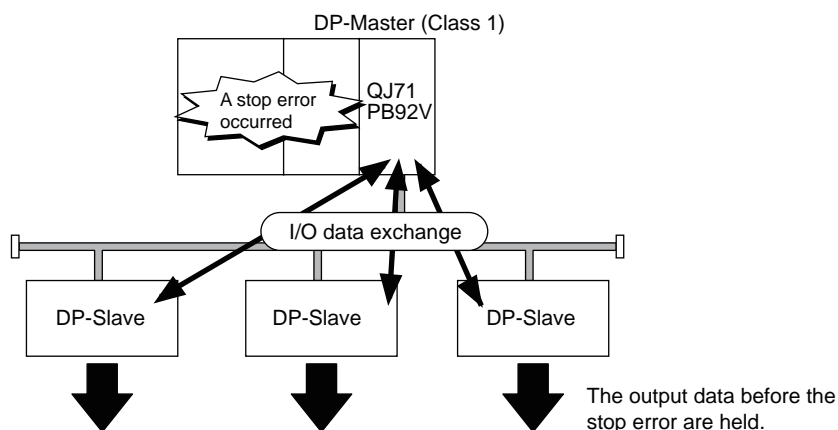 DP-Master (Class 1)
A stop error
occurred
QJ71
PB92V
I/O data exchange
DP-Slave
DP-Slave
DP-Slave
The output data before the
stop error are held.